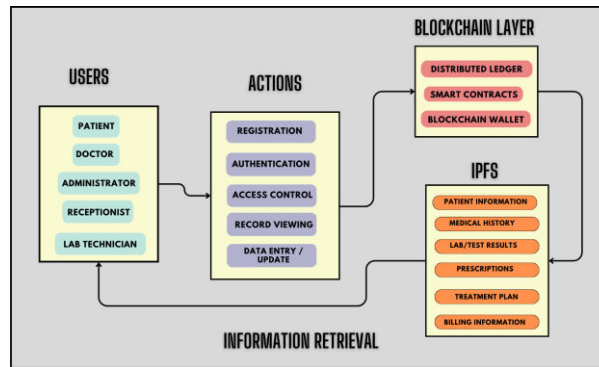 BLOCKCHAIN LAYER
USERS
ACTIONS
DISTRIBUTED LEDGER
SMART CONTRACTS
BLOCKCHAIN WALLET
PATIENT
DOCTOR
ADMINISTRATOR
RECEPTIONIST
LAB TECHNICIAN
REGISTRATION
AUTHENTICATION
ACCESS CONTROL
RECORD VIEWING
DATA ENTRY /
UPDATE
IPFS
PATIENT INFORMATION
MEDICAL HISTORY
LAB/TEST RESULTS
PRESCRIPTIONS
TREATMENT PLAN
BILLING INFORMATION
INFORMATION RETRIEVAL